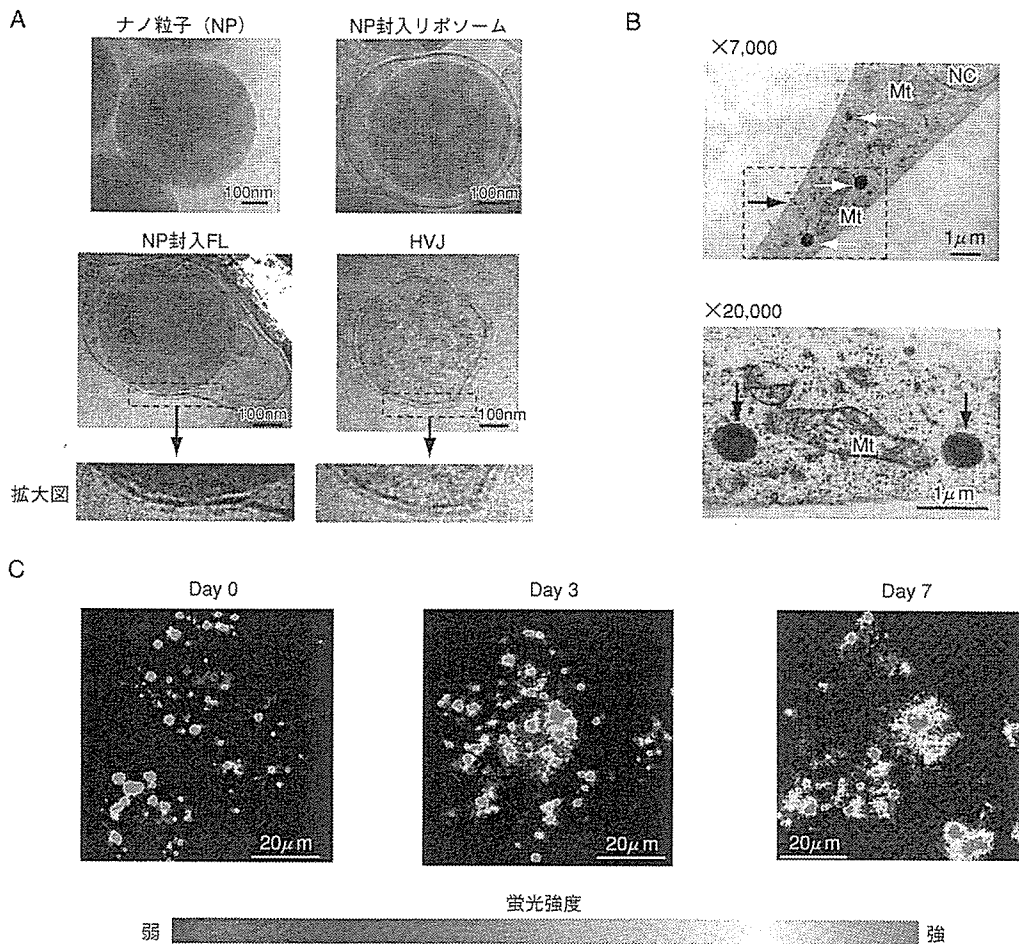 A
ナノ粒子（NP）
NP封入リポソーム
100nm
100nm
NP封入FL
HVJ
100nm
100nm
拡大図
B
×7,000
NC
Mt
Mt
1μm
×20,000
Mt
1μm
C
Day 0
Day 3
Day 7
20μm
20μm
20μm
蛍光強度
弱
強